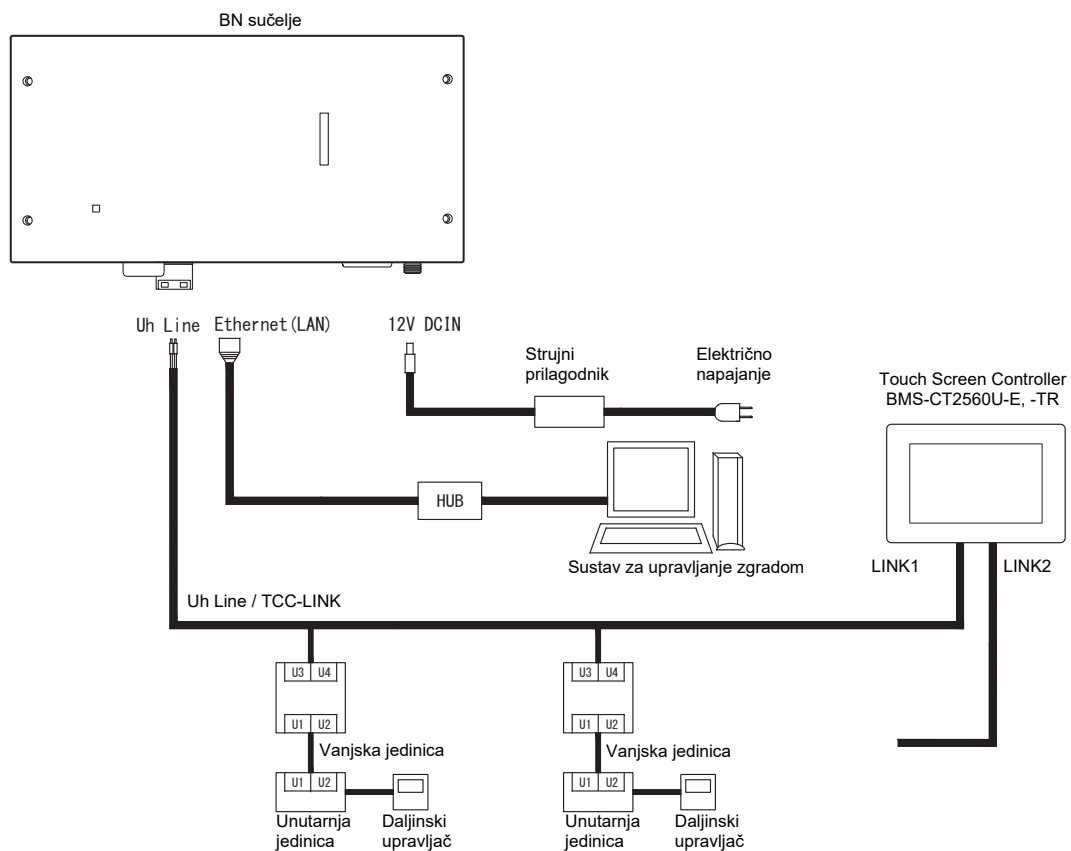 BN sučelje
Uh Line
Ethernet(LAN)
12V DCIN
Strujni
prilagodnik
Električno
napajanje
Touch Screen Controller
BMS-CT2560U-E, -TR
HUB
Sustav za upravljanje zgradom
LINK1
LINK2
Uh Line / TCC-LINK
U3 U4
U3 U4
U1 U2
U1 U2
Vanjska jedinica
Vanjska jedinica
U1 U2
U1 U2
Unutarnja
jedinica
Daljinski
upravljač
Unutarnja
jedinica
Daljinski
upravljač